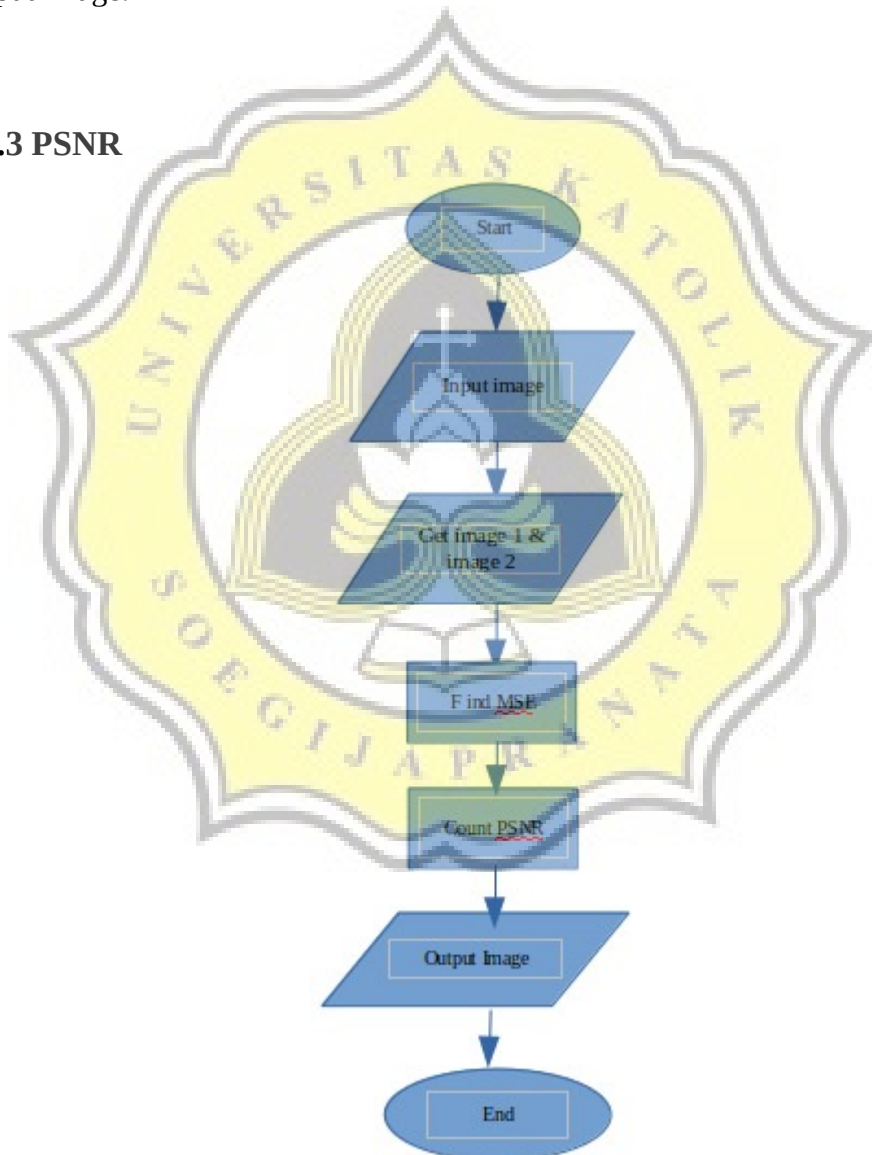 .3 PSNR
UNIVERSITAS KATOLIK
SOEGIJAPRANATA
Start
Input image
Get image 1 &
image 2
F ind MSE
Count PSNR
Output Image
End